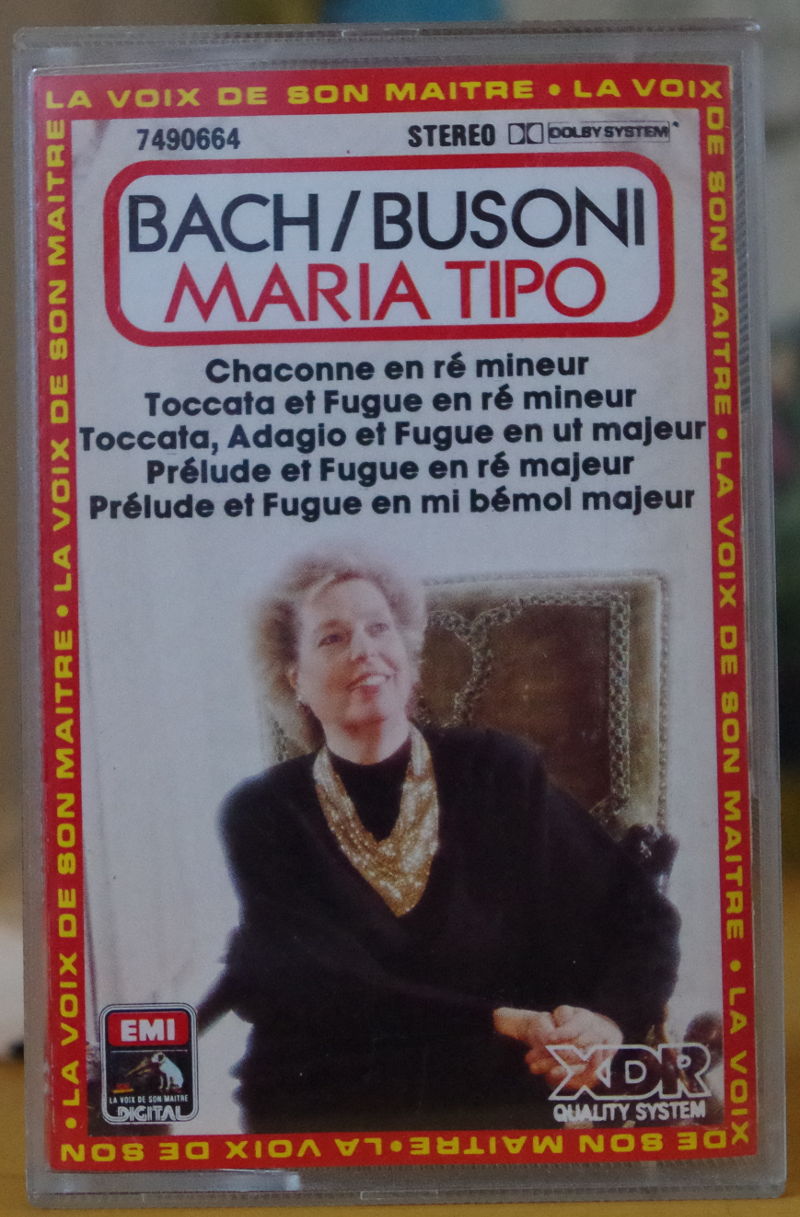 LA VOIX DE SON MAITRE • LA VOIX
DE SON MAITRE • LA VOIX DE SON MAITRE • LA VOIX
DE SON MAITRE • LA VOIX DE SON
• LA VOIX DE SON MAITRE • LA VOIX DE SON MAITRE
7490664
STEREO DOLBY SYSTEM
BACH/BUSONI
MARIA TIPO
Chaconne en ré mineur
Toccata et Fugue en ré mineur
Toccata, Adagio et Fugue en ut majeur
Prélude et Fugue en ré majeur
Prélude et Fugue en mi bémol majeur
EMI
LA VOIX DE SON MAITRE
DIGITAL
XDR
QUALITY SYSTEM